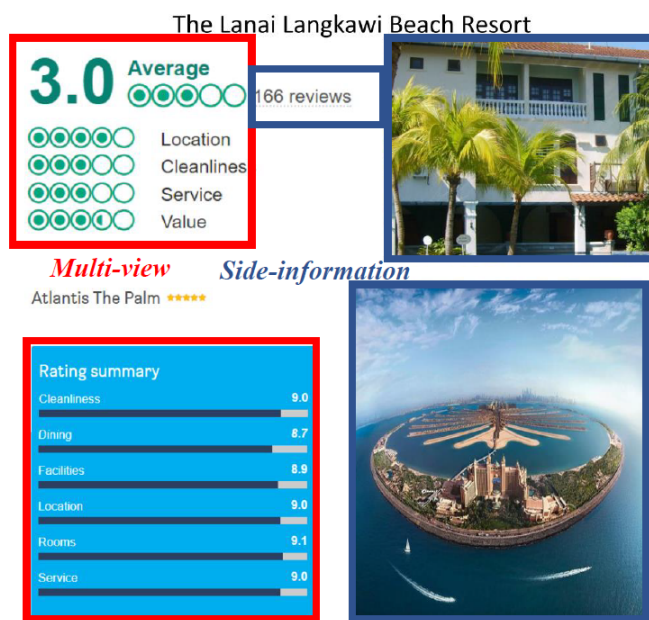 The Lanai Langkawi Beach Resort
3.0 Average
166 reviews
Location
Cleanlines
Service
Value
Multi-view
Side-information
Atlantis The Palm
Rating summary
Cleanliness 9.0
Dining 8.7
Facilities 8.9
Location 9.0
Rooms 9.1
Service 9.0